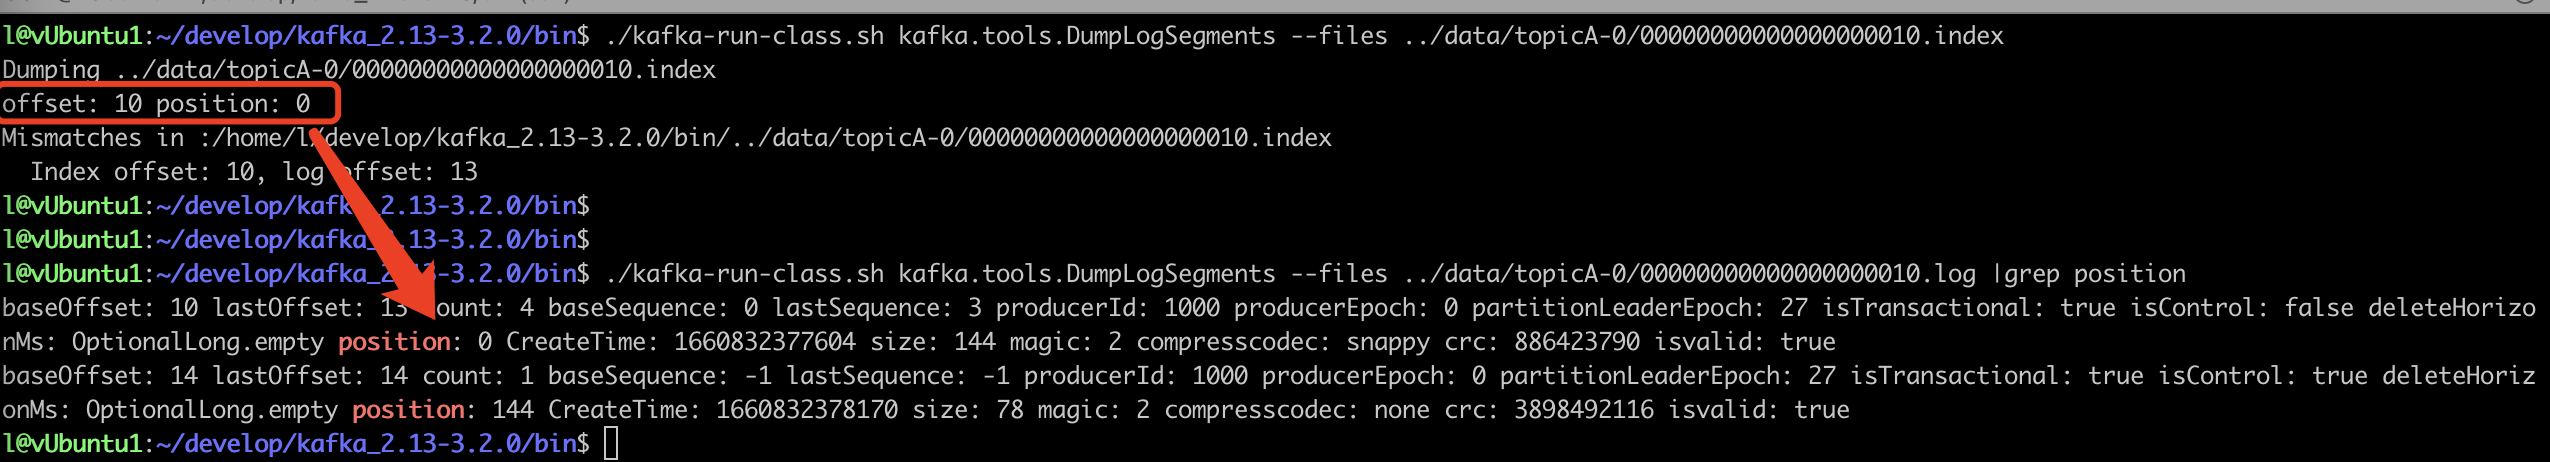 l@vUbuntu1:~/develop/kafka_2.13-3.2.0/bin$ ./kafka-run-class.sh kafka.tools.DumpLogSegments --files ../data/topicA-0/00000000000000000010.index
Dumping ../data/topicA-0/00000000000000000010.index
offset: 10 position: 0
Mismatches in :/home/l/develop/kafka_2.13-3.2.0/bin/../data/topicA-0/00000000000000000010.index
  Index offset: 10, log offset: 13
l@vUbuntu1:~/develop/kafka_2.13-3.2.0/bin$
l@vUbuntu1:~/develop/kafka_2.13-3.2.0/bin$
l@vUbuntu1:~/develop/kafka_2.13-3.2.0/bin$ ./kafka-run-class.sh kafka.tools.DumpLogSegments --files ../data/topicA-0/00000000000000000010.log |grep position
baseOffset: 10 lastOffset: 13 count: 4 baseSequence: 0 lastSequence: 3 producerId: 1000 producerEpoch: 0 partitionLeaderEpoch: 27 isTransactional: true isControl: false deleteHorizo
nMs: OptionalLong.empty position: 0 CreateTime: 1660832377604 size: 144 magic: 2 compresscodec: snappy crc: 886423790 isvalid: true
baseOffset: 14 lastOffset: 14 count: 1 baseSequence: -1 lastSequence: -1 producerId: 1000 producerEpoch: 0 partitionLeaderEpoch: 27 isTransactional: true isControl: true deleteHoriz
onMs: OptionalLong.empty position: 144 CreateTime: 1660832378170 size: 78 magic: 2 compresscodec: none crc: 3898492116 isvalid: true
l@vUbuntu1:~/develop/kafka_2.13-3.2.0/bin$